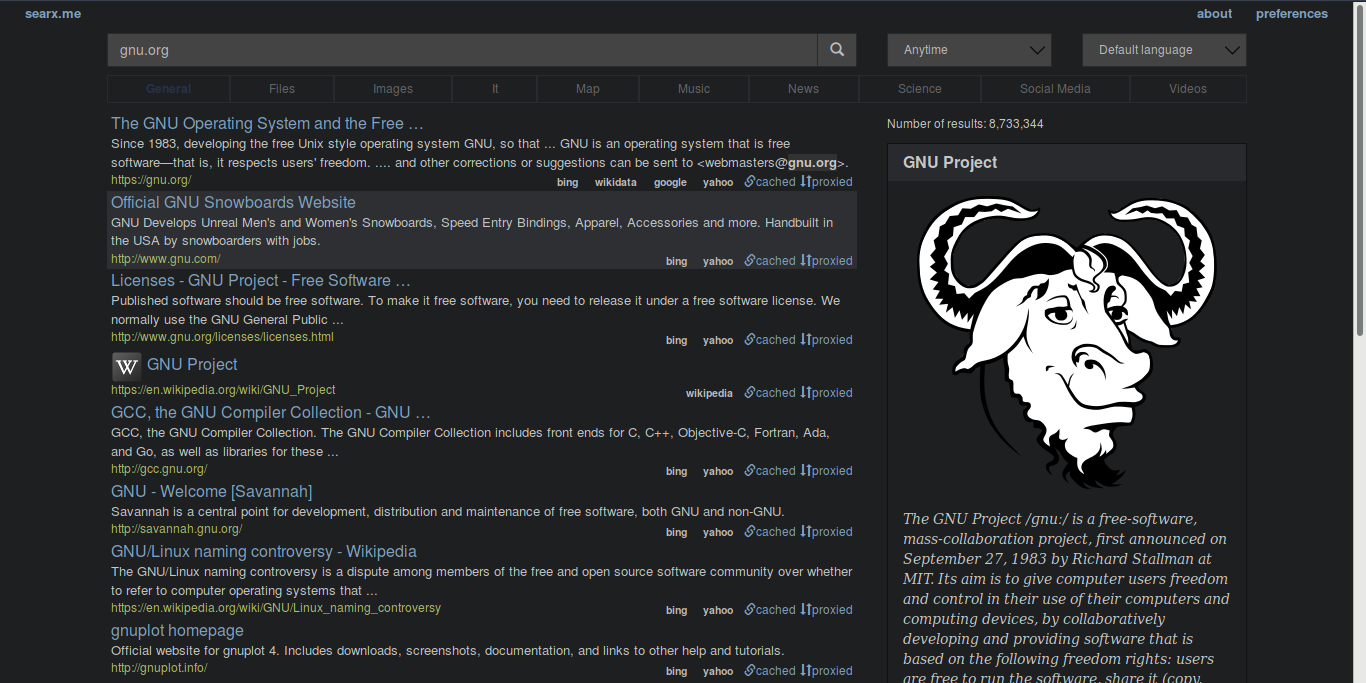 searx.me
about preferences
gnu.org
Anytime
Default language
General Files Images It Map Music News Science Social Media Videos
The GNU Operating System and the Free …
Since 1983, developing the free Unix style operating system GNU, so that ... GNU is an operating system that is free
software—that is, it respects users' freedom. .... and other corrections or suggestions can be sent to <webmasters@gnu.org>.
https://gnu.org/
bing wikidata google yahoo cached proxied
Official GNU Snowboards Website
GNU Develops Unreal Men's and Women's Snowboards, Speed Entry Bindings, Apparel, Accessories and more. Handbuilt in
the USA by snowboarders with jobs.
http://www.gnu.com/
bing yahoo cached proxied
Licenses - GNU Project - Free Software …
Published software should be free software. To make it free software, you need to release it under a free software license. We
normally use the GNU General Public ...
http://www.gnu.org/licenses/licenses.html
bing yahoo cached proxied
W GNU Project
https://en.wikipedia.org/wiki/GNU_Project
wikipedia cached proxied
GCC, the GNU Compiler Collection - GNU …
GCC, the GNU Compiler Collection. The GNU Compiler Collection includes front ends for C, C++, Objective-C, Fortran, Ada,
and Go, as well as libraries for these ...
http://gcc.gnu.org/
bing yahoo cached proxied
GNU - Welcome [Savannah]
Savannah is a central point for development, distribution and maintenance of free software, both GNU and non-GNU.
http://savannah.gnu.org/
bing yahoo cached proxied
GNU/Linux naming controversy - Wikipedia
The GNU/Linux naming controversy is a dispute among members of the free and open source software community over whether
to refer to computer operating systems that ...
https://en.wikipedia.org/wiki/GNU/Linux_naming_controversy
bing yahoo cached proxied
gnuplot homepage
Official website for gnuplot 4. Includes downloads, screenshots, documentation, and links to other help and tutorials.
http://gnuplot.info/
bing yahoo cached proxied
Number of results: 8,733,344
GNU Project
The GNU Project /gnu:/ is a free-software,
mass-collaboration project, first announced on
September 27, 1983 by Richard Stallman at
MIT. Its aim is to give computer users freedom
and control in their use of their computers and
computing devices, by collaboratively
developing and providing software that is
based on the following freedom rights: users
are free to run the software, share it (copy,